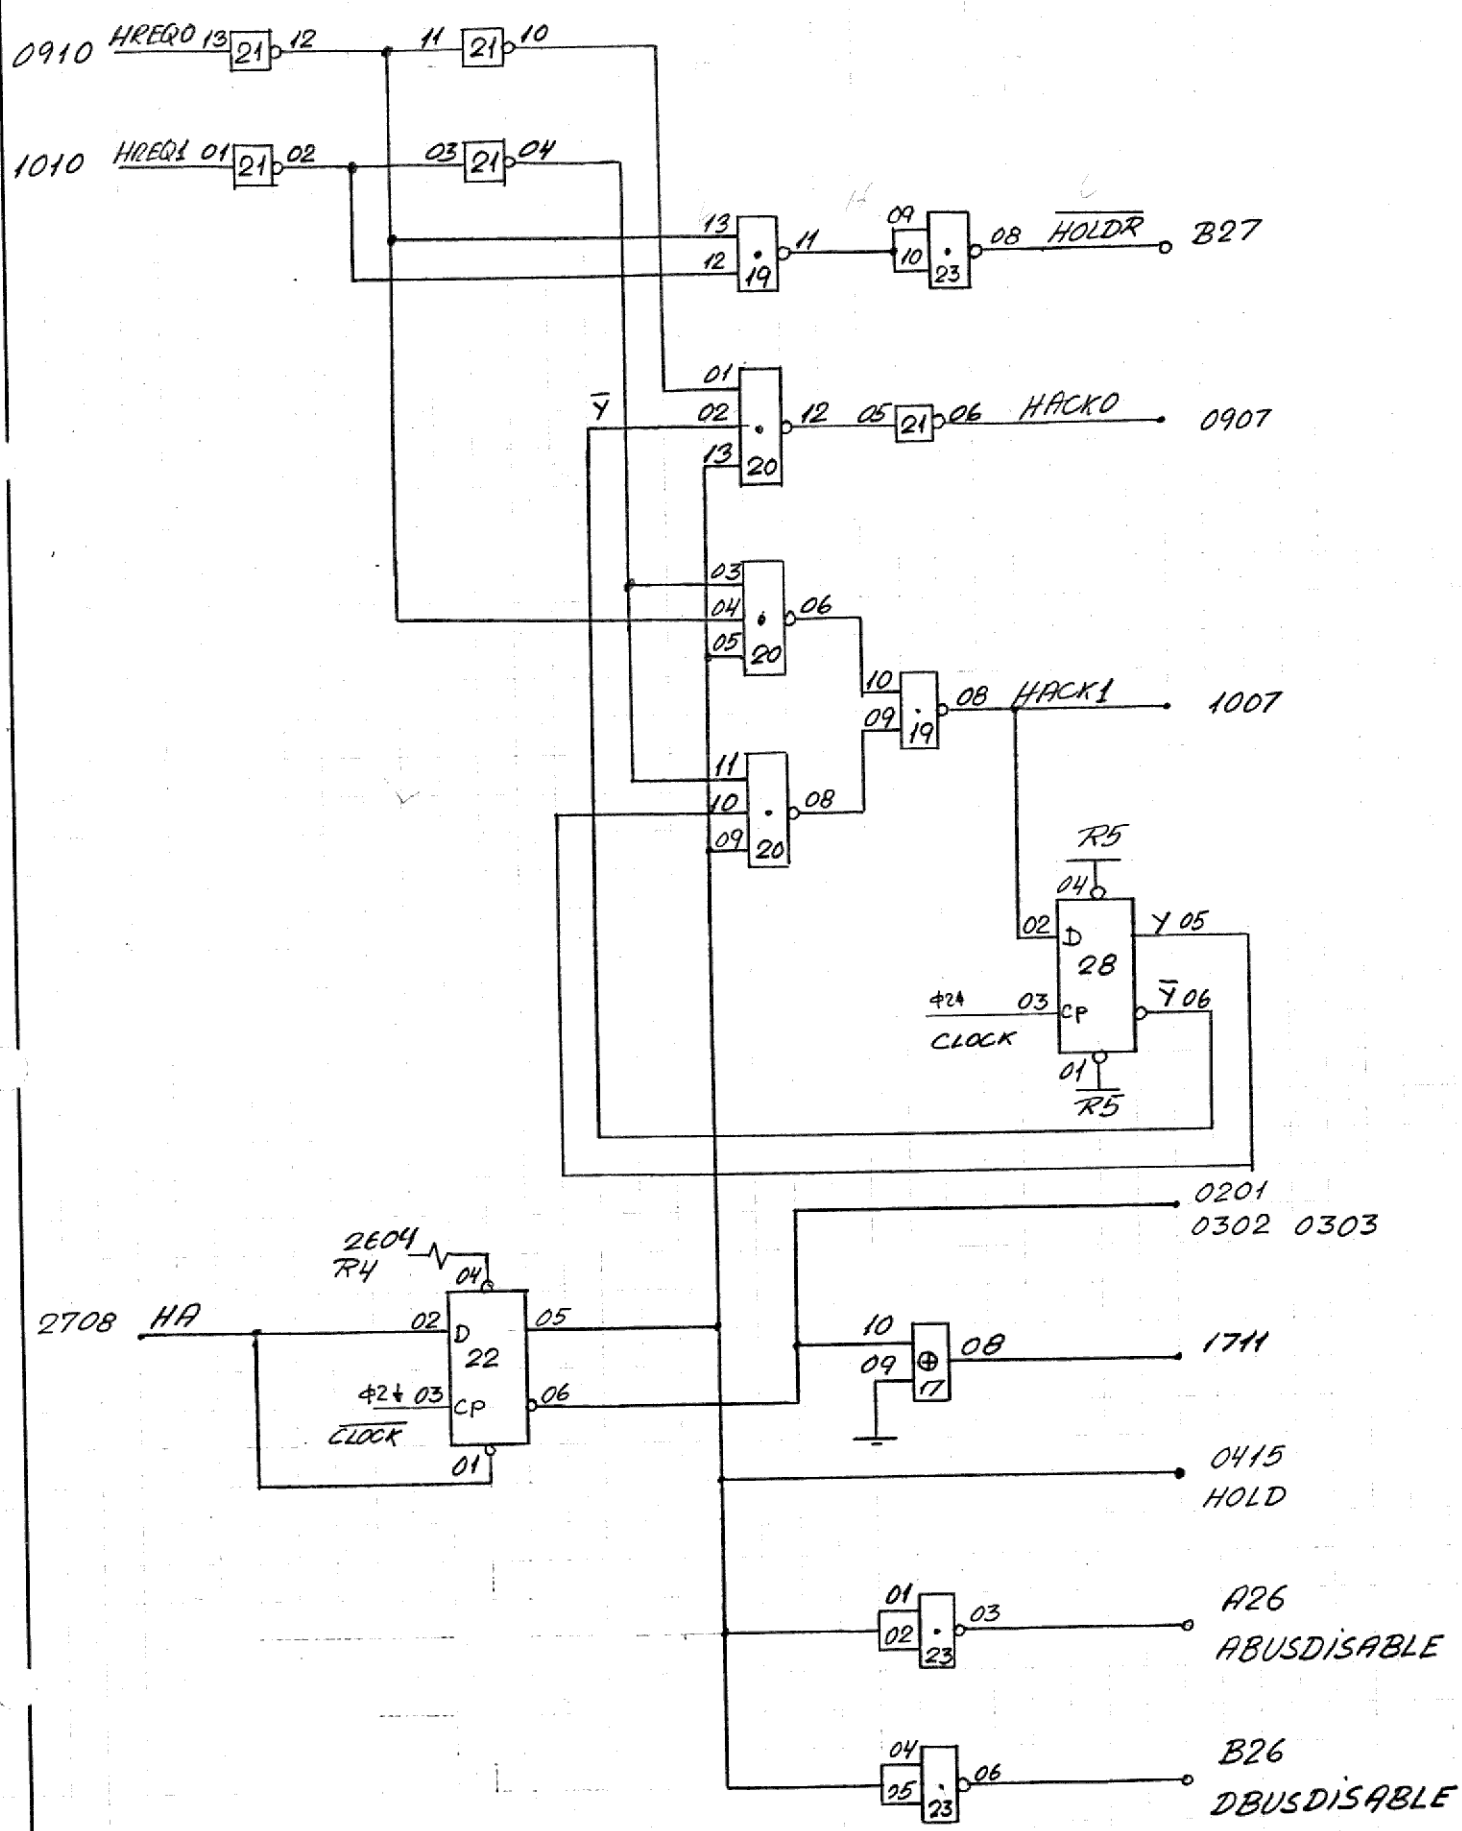 0910 HREQ0 13 21 12 11 21 10
1010 HREQ1 01 21 02 03 21 04
13 12 19 11 09 10 23 08 HOLDR B27
01 02 13 20 12 05 21 06 HACK0 0907
Y
03 04 05 20 06
10 09 19 08 HACK1 1007
11 10 09 20 08
R5
04
02 D 28 Y 05
φ2↓ 03 CP Y 06
CLOCK
01
R5
0201
0302 0303
2604
R4
04
2708 HA 02 D 22 05
φ2↓ 03 CP 06
CLOCK
01
10 09 ⊕ 17 08 1711
0415
HOLD
01 02 23 03 A26
ABUSDISABLE
04 05 23 06 B26
DBUSDISABLE